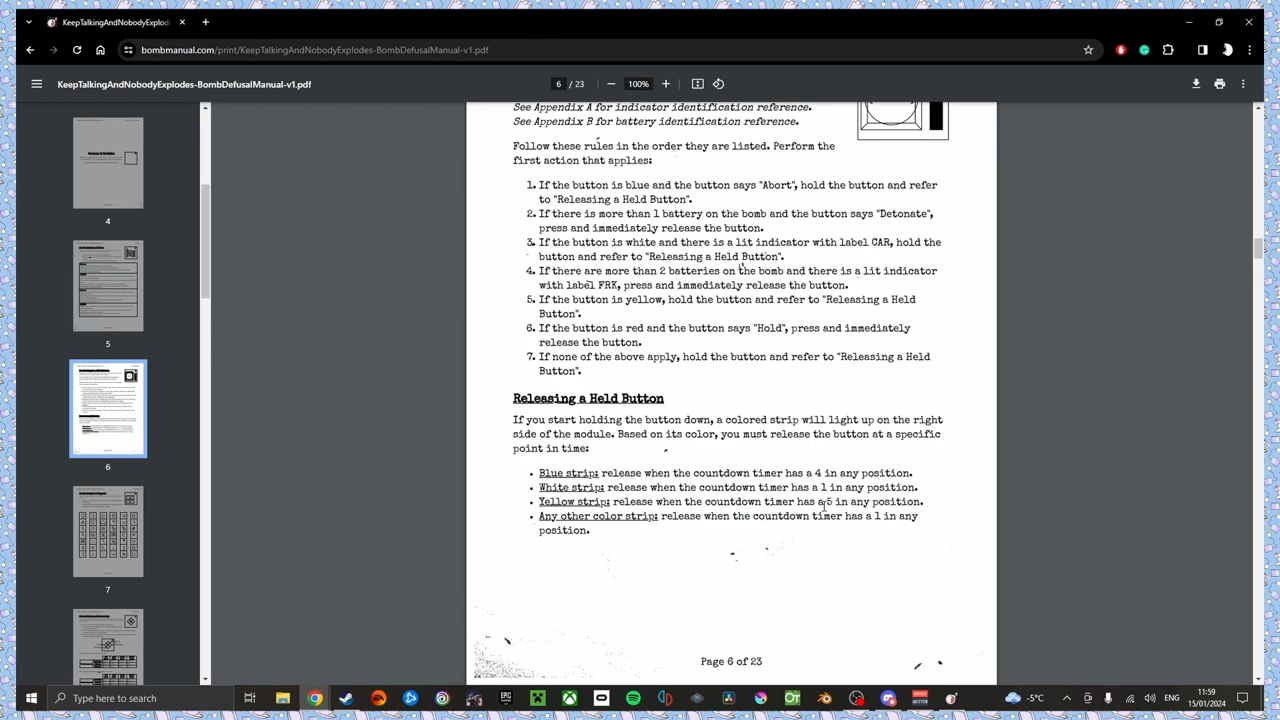 KeepTalkingAndNobodyExplod
bombmanual.com/print/KeepTalkingAndNobodyExplodes-BombDefusalManual-v1.pdf
KeepTalkingAndNobodyExplodes-BombDefusalManual-v1.pdf
6 / 23
100%
4
5
6
7
See Appendix A for indicator identification reference.
See Appendix B for battery identification reference.
Follow these rules in the order they are listed. Perform the
first action that applies:
1. If the button is blue and the button says "Abort", hold the button and refer
to "Releasing a Held Button".
2. If there is more than 1 battery on the bomb and the button says "Detonate",
press and immediately release the button.
3. If the button is white and there is a lit indicator with label CAR, hold the
button and refer to "Releasing a Held Button".
4. If there are more than 2 batteries on the bomb and there is a lit indicator
with label FRK, press and immediately release the button.
5. If the button is yellow, hold the button and refer to "Releasing a Held
Button".
6. If the button is red and the button says "Hold", press and immediately
release the button.
7. If none of the above apply, hold the button and refer to "Releasing a Held
Button".
Releasing a Held Button
If you start holding the button down, a colored strip will light up on the right
side of the module. Based on its color, you must release the button at a specific
point in time:
• Blue strip: release when the countdown timer has a 4 in any position.
• White strip: release when the countdown timer has a 1 in any position.
• Yellow strip: release when the countdown timer has a 5 in any position.
• Any other color strip: release when the countdown timer has a 1 in any
position.
Page 6 of 23
Type here to search
-5°C
ENG
11:59
15/01/2024